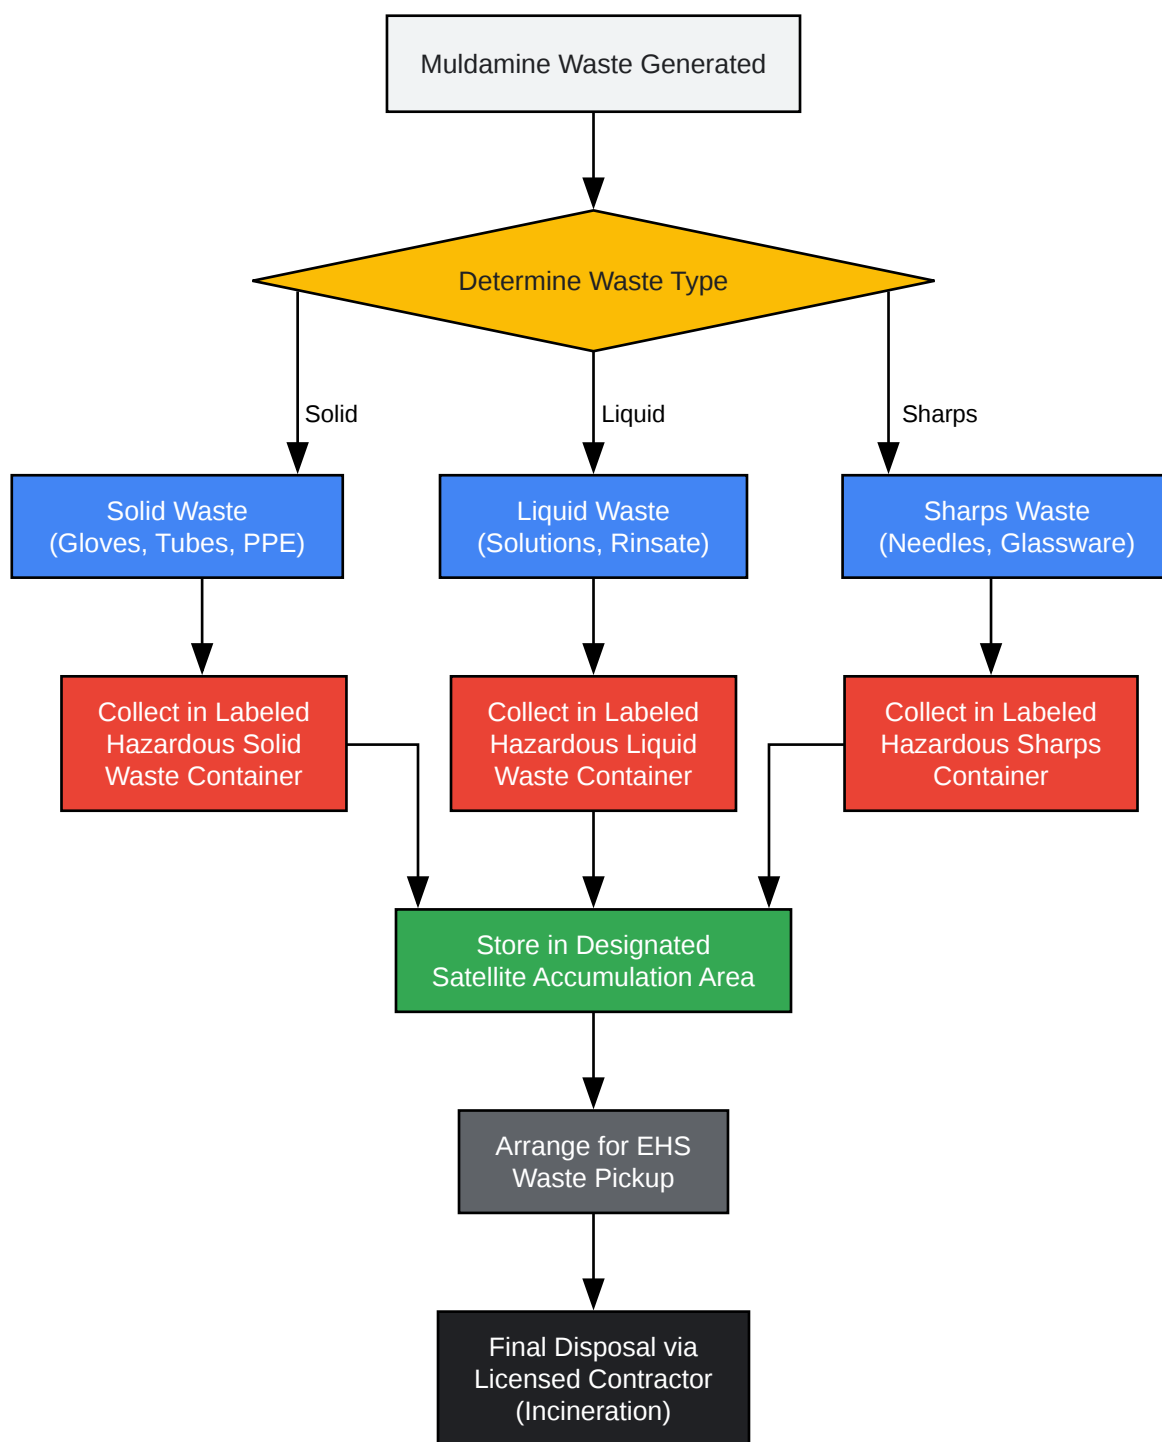 Muldamine Waste Generated
Determine Waste Type
Solid
Liquid
Sharps
Solid Waste
(Gloves, Tubes, PPE)
Liquid Waste
(Solutions, Rinsate)
Sharps Waste
(Needles, Glassware)
Collect in Labeled
Hazardous Solid
Waste Container
Collect in Labeled
Hazardous Liquid
Waste Container
Collect in Labeled
Hazardous Sharps
Container
Store in Designated
Satellite Accumulation Area
Arrange for EHS
Waste Pickup
Final Disposal via
Licensed Contractor
(Incineration)